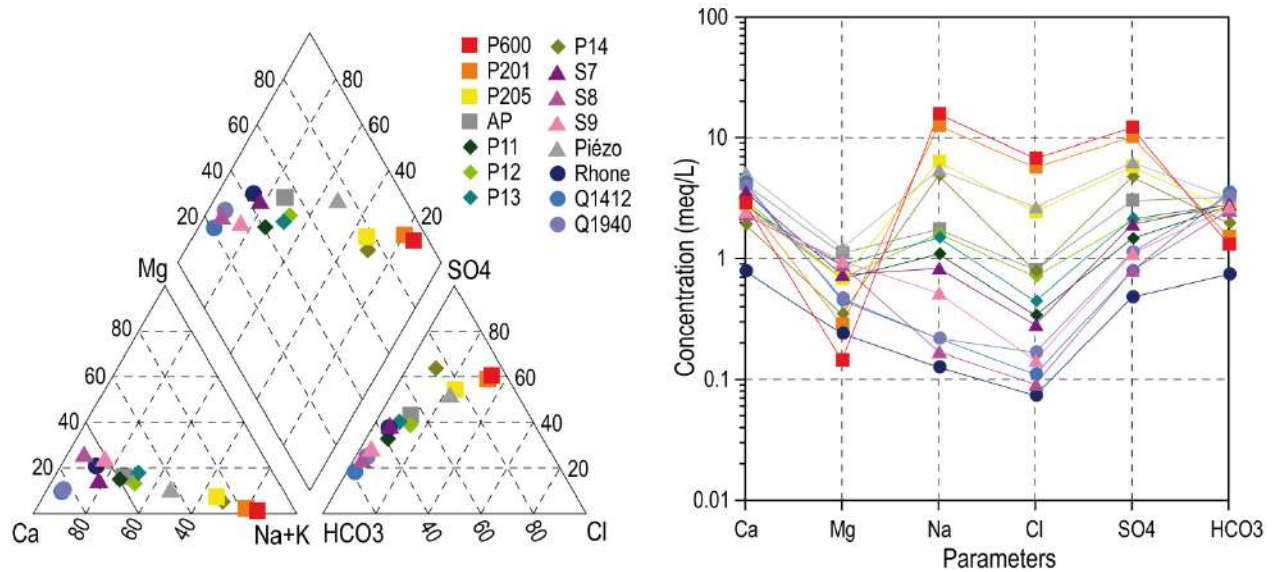 80
80
60
60
40
40
20
20
Mg
SO4
80
80
60
60
40
40
20
20
Ca
80
60
40
Na+K
HCO3
40
60
80
Cl
P600
P201
P205
AP
P11
P12
P13
P14
S7
S8
S9
Piézo
Rhone
Q1412
Q1940
100
10
1
0.1
0.01
Concentration (meq/L)
Ca Mg Na Cl SO4 HCO3
Parameters